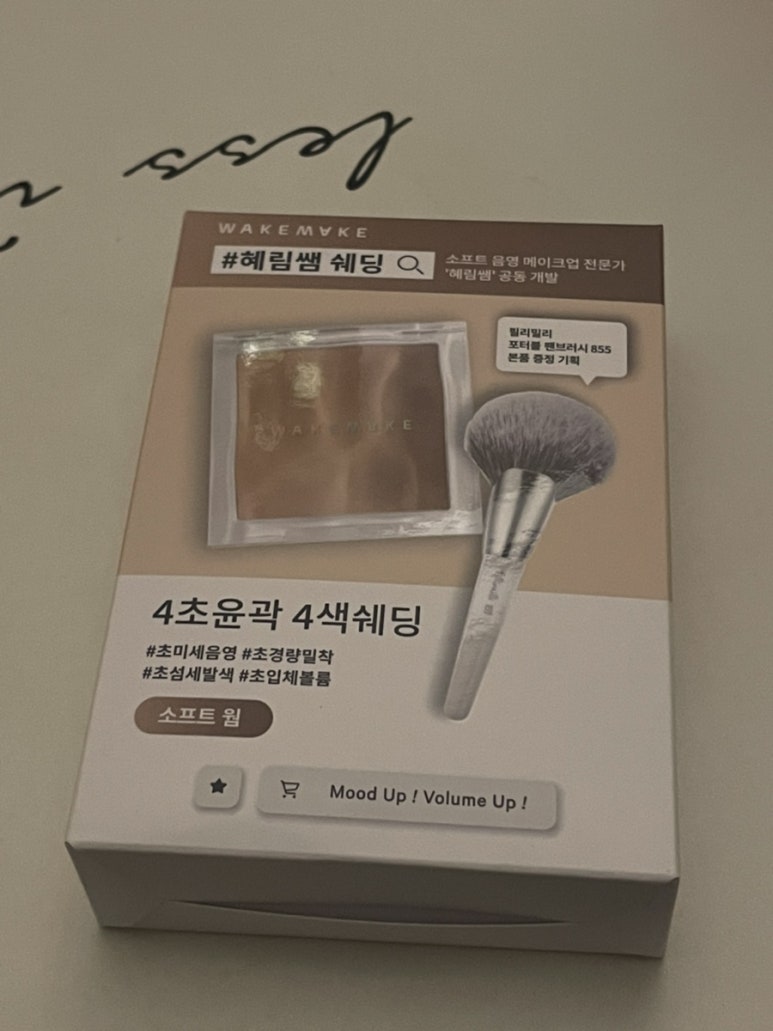 less
WAKEMAKE
#혜림쌤 쉐딩
소프트 음영 메이크업 전문가
'혜림쌤' 공동 개발
필리밀리
포터블 팬브러시 855
본품 증정 기획
WAKEMAKE
4초윤곽 4색쉐딩
#초미세음영 #초경량밀착
#초섬세발색 #초입체볼륨
소프트 웜
Mood Up ! Volume Up !